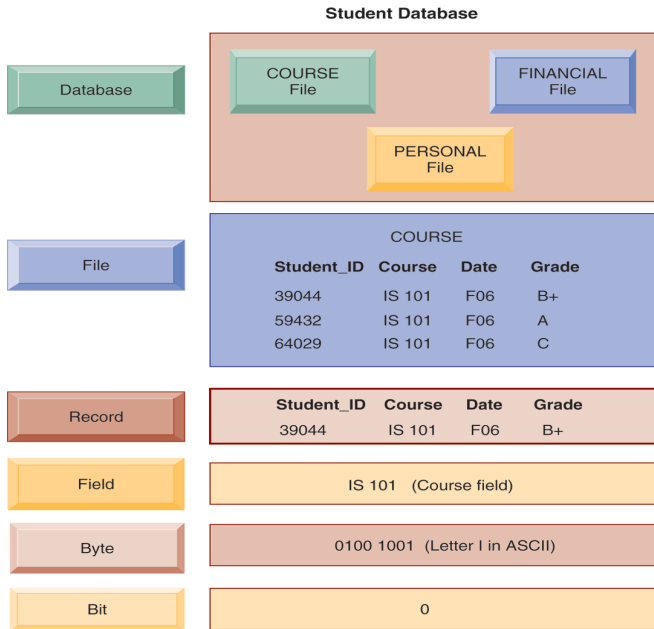 Student Database
Database
COURSE
File
FINANCIAL
File
PERSONAL
File
File
COURSE
Student_ID Course Date Grade
39044 IS 101 F06 B+
59432 IS 101 F06 A
64029 IS 101 F06 C
Record
Student_ID Course Date Grade
39044 IS 101 F06 B+
Field
IS 101 (Course field)
Byte
0100 1001 (Letter I in ASCII)
Bit
0